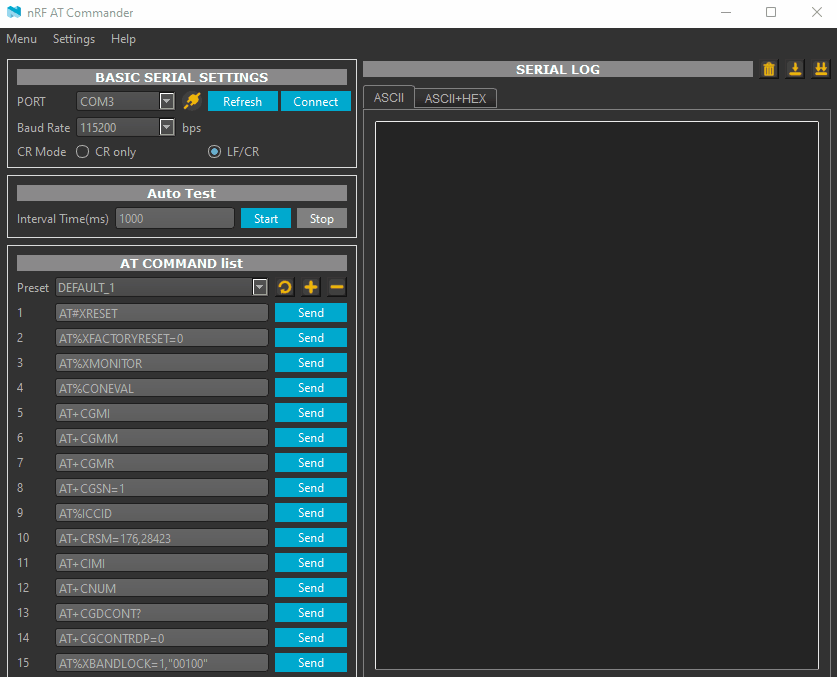 nRF AT Commander
Menu Settings Help
BASIC SERIAL SETTINGS
PORT COM3 Refresh Connect
Baud Rate 115200 bps
CR Mode CR only LF/CR
Auto Test
Interval Time(ms) 1000 Start Stop
AT COMMAND list
Preset DEFAULT_1
1 AT#XRESET Send
2 AT%XFACTORYRESET=0 Send
3 AT%XMONITOR Send
4 AT%CONEVAL Send
5 AT+CGMI Send
6 AT+CGMM Send
7 AT+CGMR Send
8 AT+CGSN=1 Send
9 AT%ICCID Send
10 AT+CRSM=176,28423 Send
11 AT+CIMI Send
12 AT+CNUM Send
13 AT+CGDCONT? Send
14 AT+CGCONTRDP=0 Send
15 AT%XBANDLOCK=1,"00100" Send
SERIAL LOG
ASCII ASCII+HEX